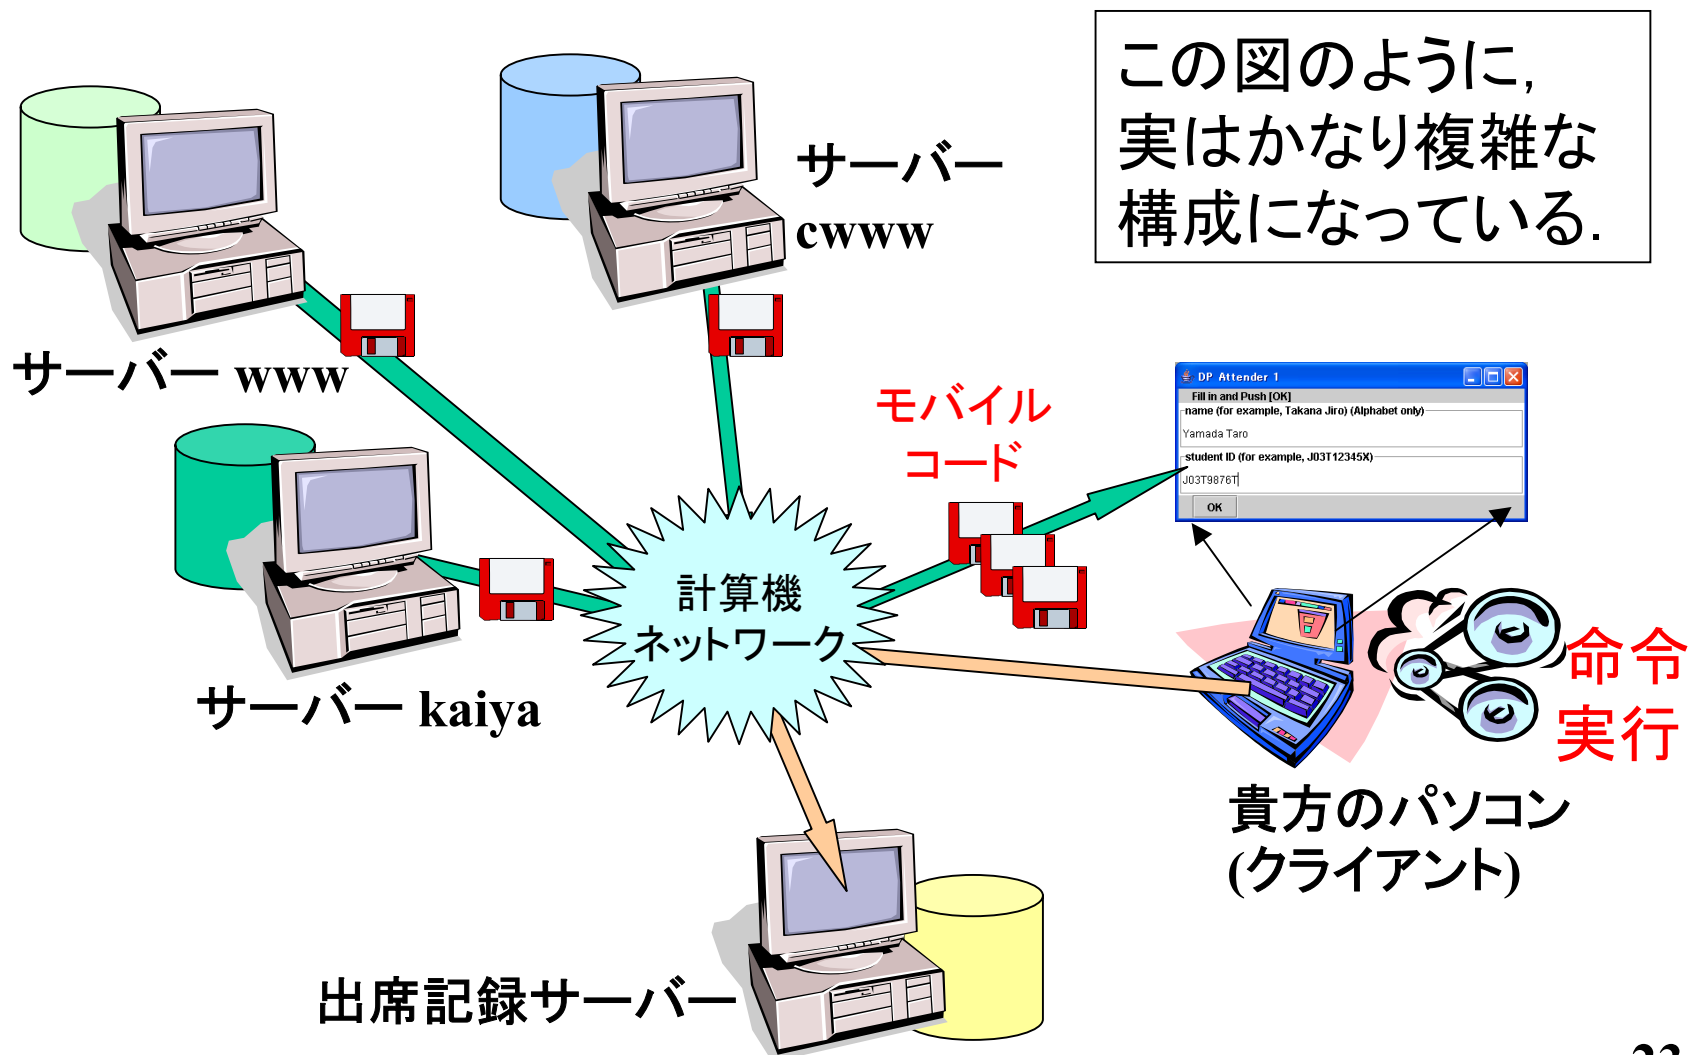 この図のように,
実はかなり複雑な
構成になっている.
サーバー
cwww
サーバー www
モバイル
コード
DP Attender 1
Fill in and Push [OK]
name (for example, Takana Jiro) (Alphabet only)
Yamada Taro
student ID (for example, J03T12345X)
J03T9876T
OK
計算機
ネットワーク
サーバー kaiya
命令
実行
貴方のパソコン
(クライアント)
出席記録サーバー